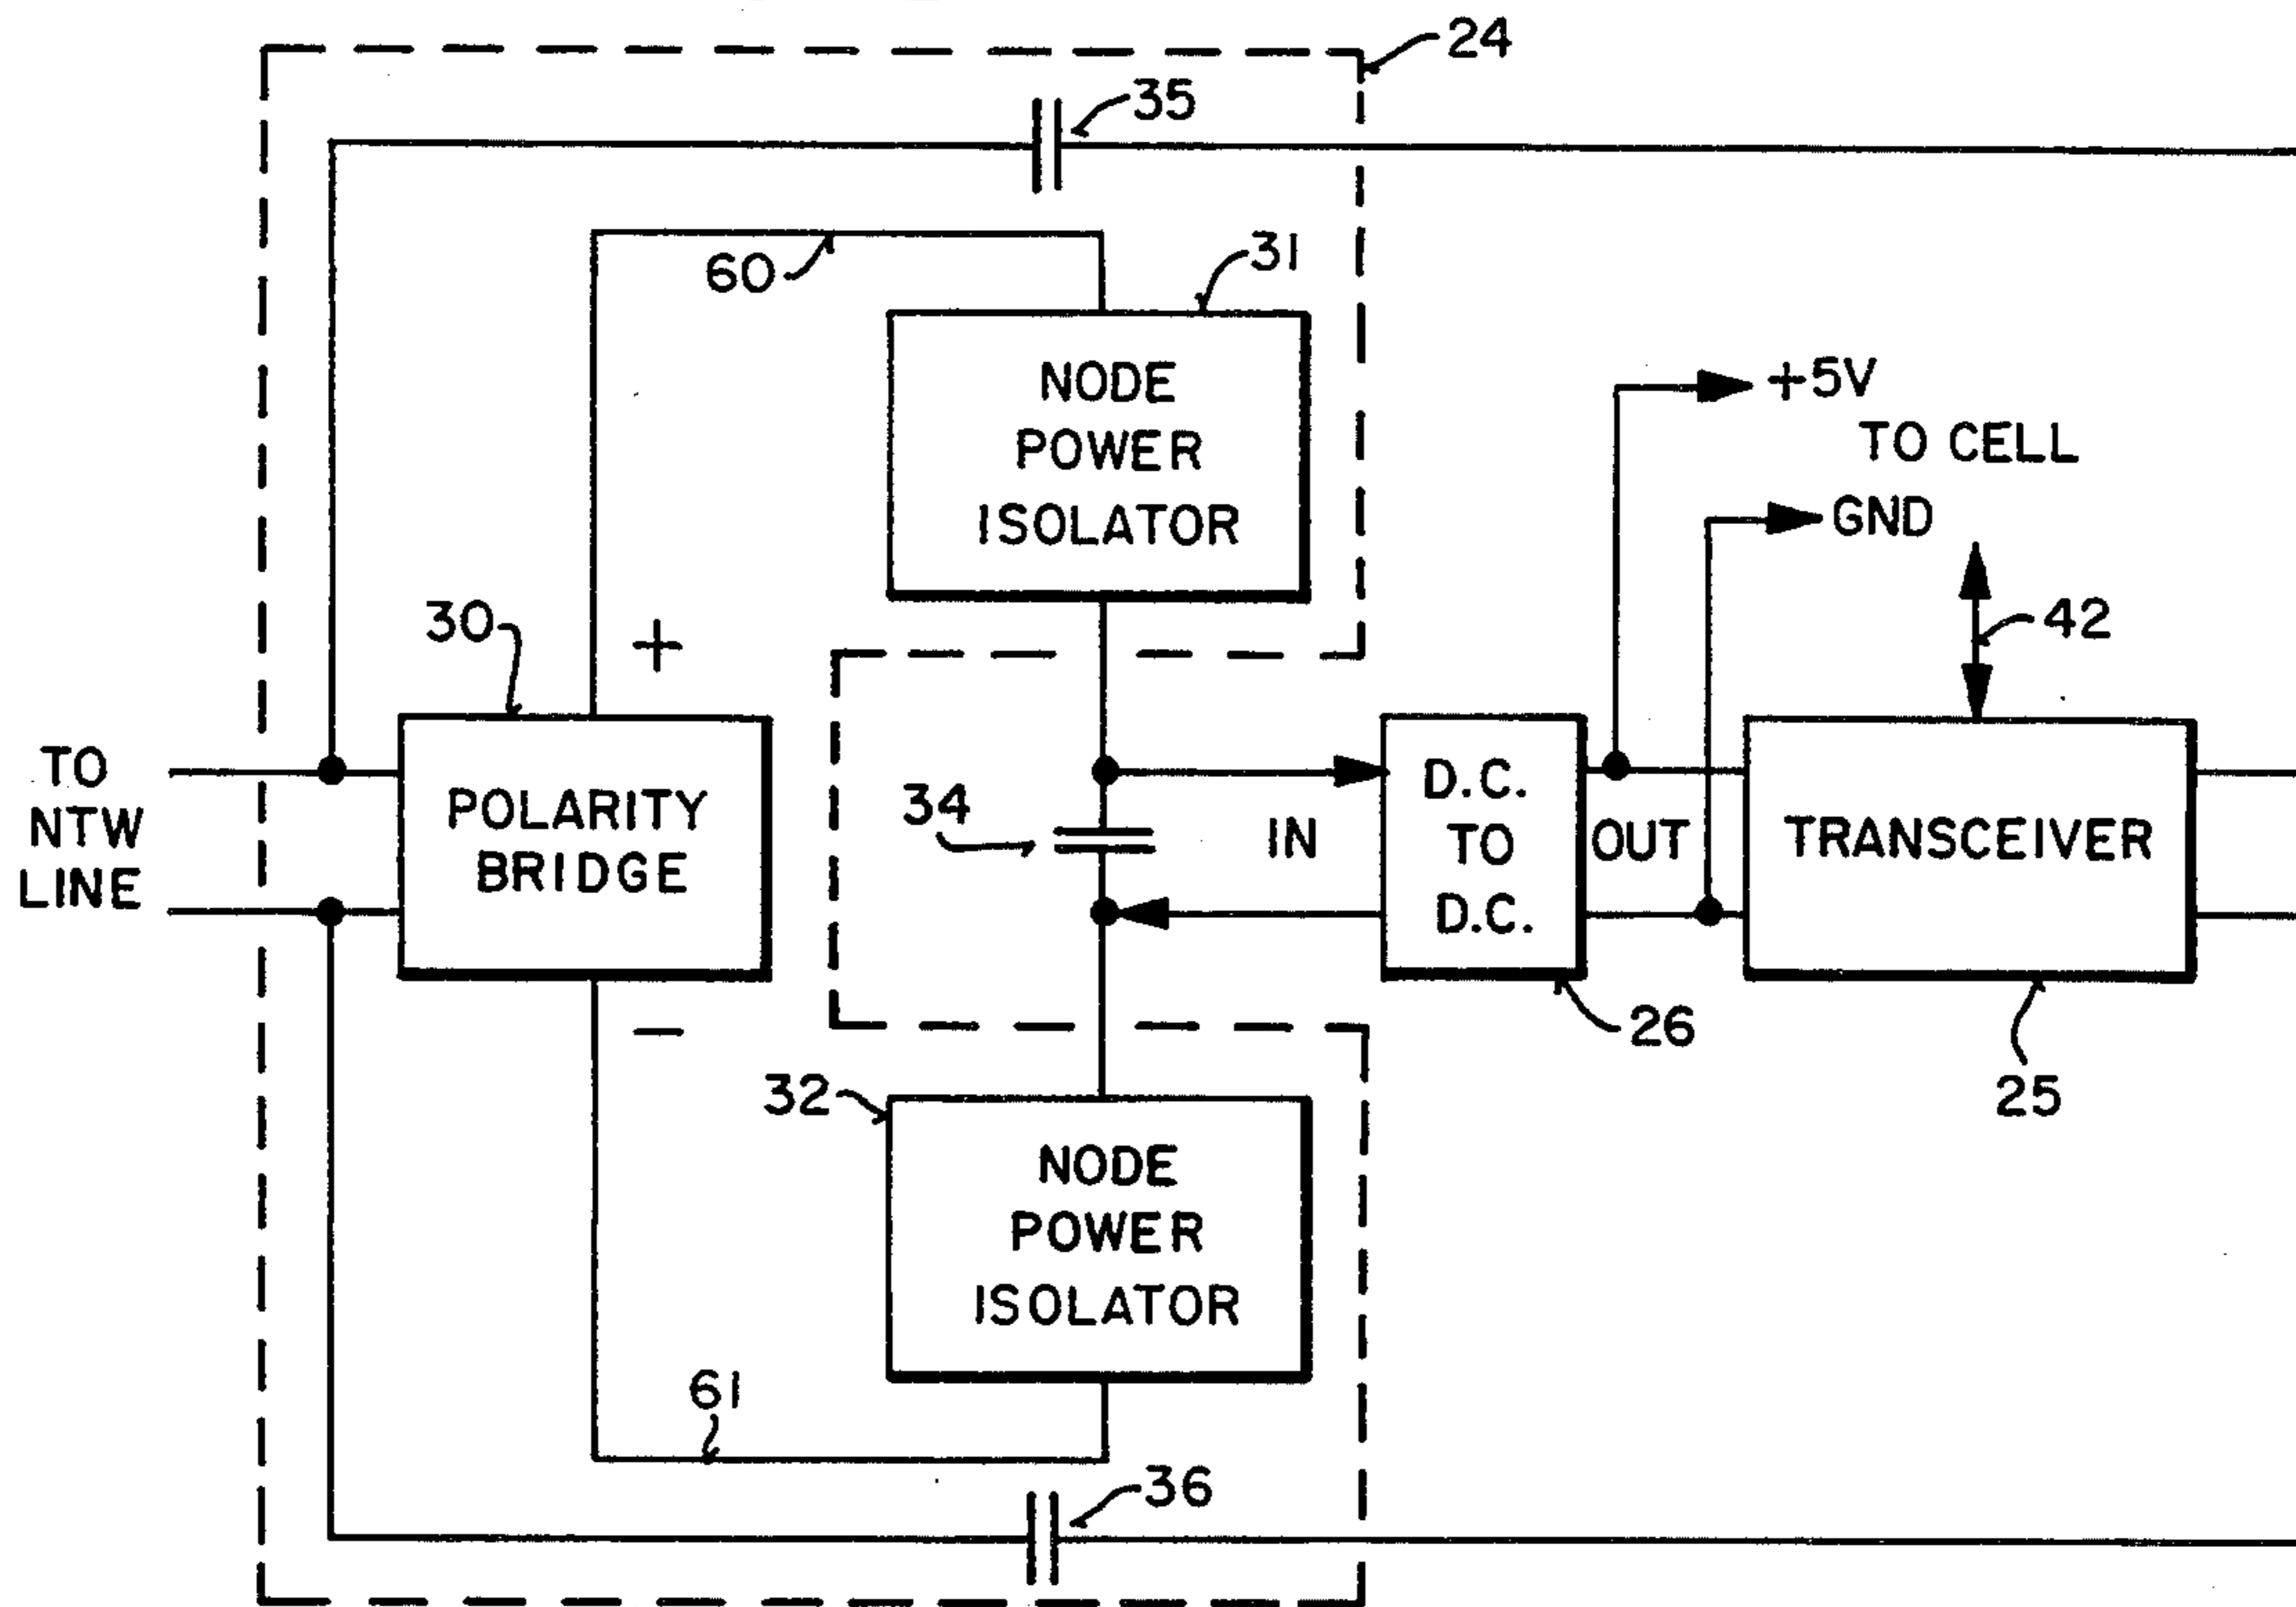 24
35
60
31
NODE
POWER
ISOLATOR
+5V
TO CELL
GND
42
30
+
TO
NTW
LINE
POLARITY
BRIDGE
34
IN
D.C.
TO
D.C.
OUT
TRANSCEIVER
−
26
25
32
NODE
POWER
ISOLATOR
61
36